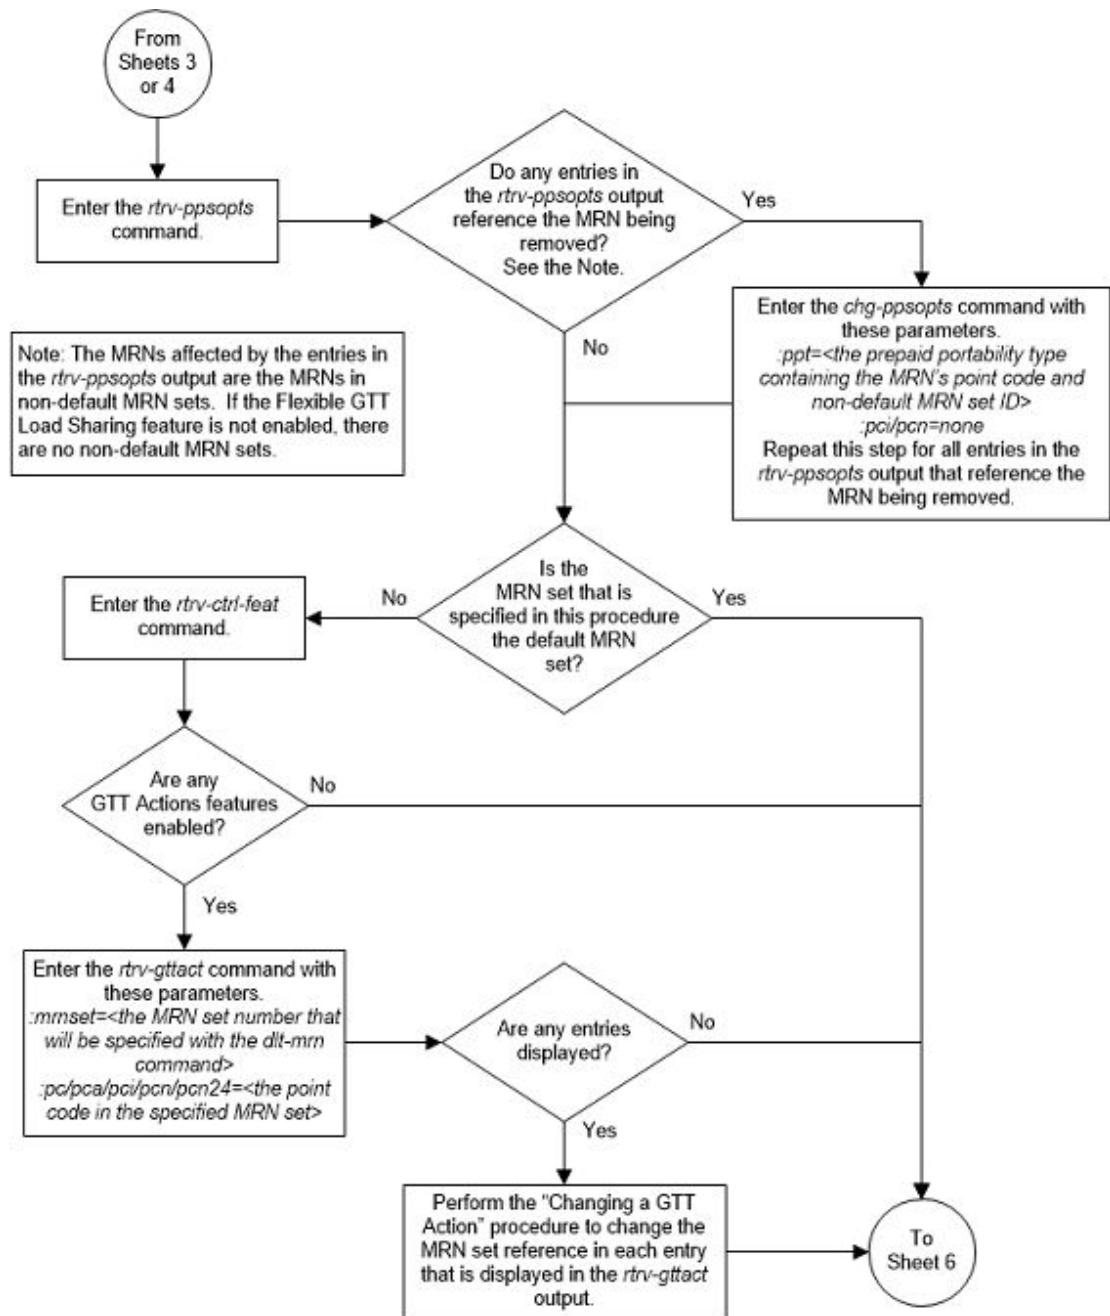 From
Sheets 3
or 4
Enter the rtrv-ppsopts
command.
Do any entries in
the rtrv-ppsopts output
reference the MRN being
removed?
See the Note.
Yes
No
Enter the chg-ppsopts command with
these parameters.
:ppt=<the prepaid portability type
containing the MRN's point code and
non-default MRN set ID>
:pci/pcn=none
Repeat this step for all entries in the
rtrv-ppsopts output that reference the
MRN being removed.
Note: The MRNs affected by the entries in
the rtrv-ppsopts output are the MRNs in
non-default MRN sets. If the Flexible GTT
Load Sharing feature is not enabled, there
are no non-default MRN sets.
Is the
MRN set that is
specified in this procedure
the default MRN
set?
No
Yes
Enter the rtrv-ctrl-feat
command.
Are any
GTT Actions features
enabled?
No
Yes
Enter the rtrv-gttact command with
these parameters.
:mrnset=<the MRN set number that
will be specified with the dlt-mrn
command>
:pc/pca/pci/pcn/pcn24=<the point
code in the specified MRN set>
Are any entries
displayed?
No
Yes
Perform the "Changing a GTT
Action" procedure to change the
MRN set reference in each entry
that is displayed in the rtrv-gttact
output.
To
Sheet 6